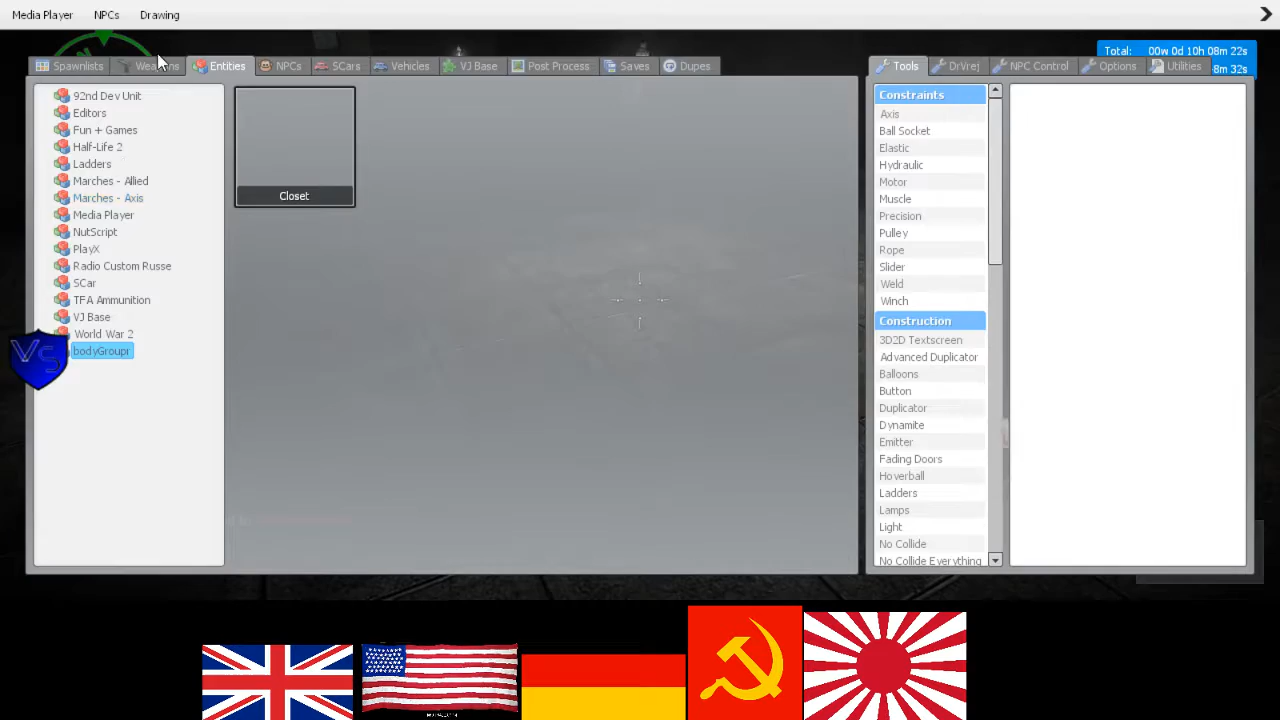 Media Player NPCs Drawing
Total: 00w 0d 10h 08m 22s
8m 32s
Spawnlists Weapons Entities NPCs SCars Vehicles VJ Base Post Process Saves Dupes
Tools DrVrej NPC Control Options Utilities
92nd Dev Unit
Editors
Fun + Games
Half-Life 2
Ladders
Marches - Allied
Marches - Axis
Media Player
NutScript
PlayX
Radio Custom Russe
SCar
TFA Ammunition
VJ Base
World War 2
bodyGroupr
VS
Closet
Constraints
Axis
Ball Socket
Elastic
Hydraulic
Motor
Muscle
Precision
Pulley
Rope
Slider
Weld
Winch
Construction
3D2D Textscreen
Advanced Duplicator
Balloons
Button
Duplicator
Dynamite
Emitter
Fading Doors
Hoverball
Ladders
Lamps
Light
No Collide
No Collide Everything